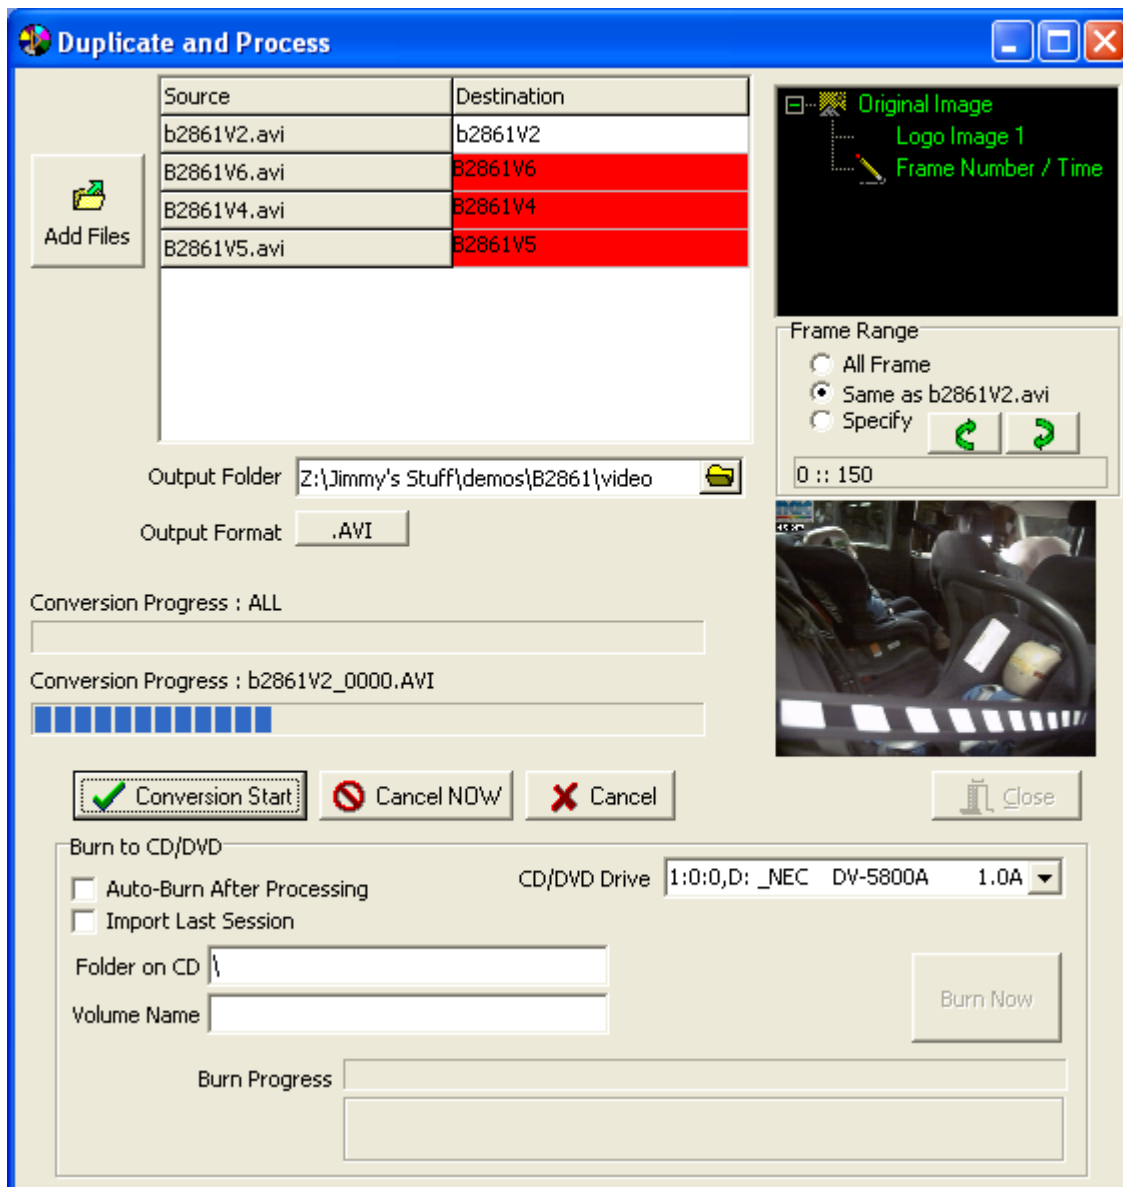 Duplicate and Process
Source Destination
b2861V2.avi b2861V2
B2861V6.avi B2861V6
B2861V4.avi B2861V4
B2861V5.avi B2861V5
Add Files
Original Image
Logo Image 1
Frame Number / Time
Frame Range
All Frame
Same as b2861V2.avi
Specify
0 :: 150
Output Folder Z:\Jimmy's Stuff\demos\B2861\video
Output Format .AVI
Conversion Progress : ALL
Conversion Progress : b2861V2_0000.AVI
Conversion Start Cancel NOW Cancel Close
Burn to CD/DVD
Auto-Burn After Processing
CD/DVD Drive 1:0:0,D: _NEC DV-5800A 1.0A
Import Last Session
Folder on CD \
Volume Name
Burn Now
Burn Progress